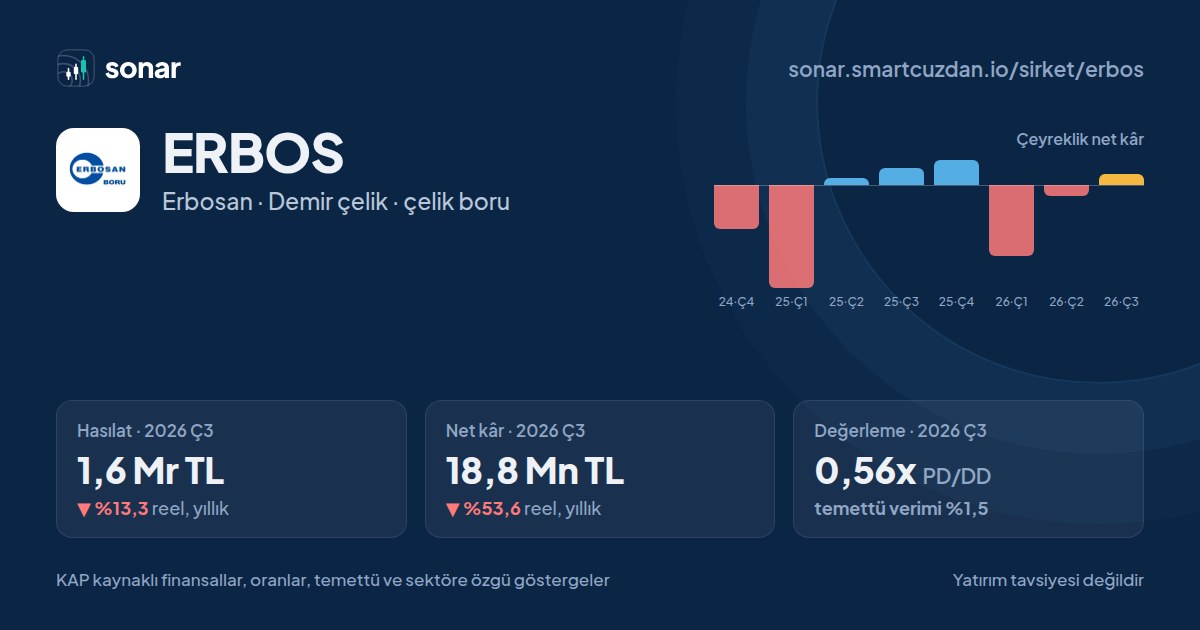 sonar
sonar.smartcuzdan.io/sirket/erbos
ERBOSAN
BORU
ERBOS
Erbosan · Demir çelik · çelik boru
Çeyreklik net kâr
24·Ç4 25·Ç1 25·Ç2 25·Ç3 25·Ç4 26·Ç1 26·Ç2 26·Ç3
Hasılat · 2026 Ç3
1,6 Mr TL
▼ %13,3 reel, yıllık
Net kâr · 2026 Ç3
18,8 Mn TL
▼ %53,6 reel, yıllık
Değerleme · 2026 Ç3
0,56x PD/DD
temettü verimi %1,5
KAP kaynaklı finansallar, oranlar, temettü ve sektöre özgü göstergeler
Yatırım tavsiyesi değildir